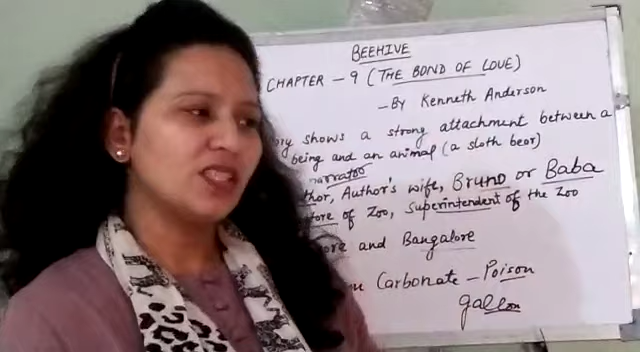 BEEHIVE
CHAPTER - 9 (THE BOND OF LOVE)
- By Kenneth Anderson
shows a strong attachment between a
being and an animal (a sloth bear)
narrator
Author's wife, Bruno or Baba
of Zoo, Superintendent of the Zoo
and Bangalore
Carbonate - Poison
gallon